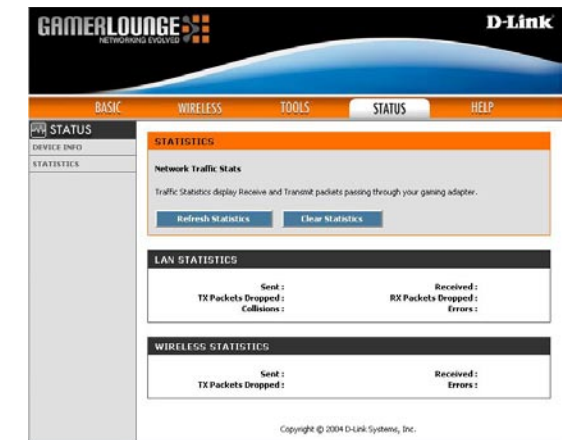 GAMERLOUNGE
NETWORKING EVOLVED
D-Link
BASIC WIRELESS TOOLS STATUS HELP
STATUS
DEVICE INFO
STATISTICS
STATISTICS
Network Traffic Stats
Traffic Statistics display Receive and Transmit packets passing through your gaming adapter.
Refresh Statistics Clear Statistics
LAN STATISTICS
Sent : Received :
TX Packets Dropped : RX Packets Dropped :
Collisions : Errors :
WIRELESS STATISTICS
Sent : Received :
TX Packets Dropped : Errors :
Copyright © 2004 D-Link Systems, Inc.